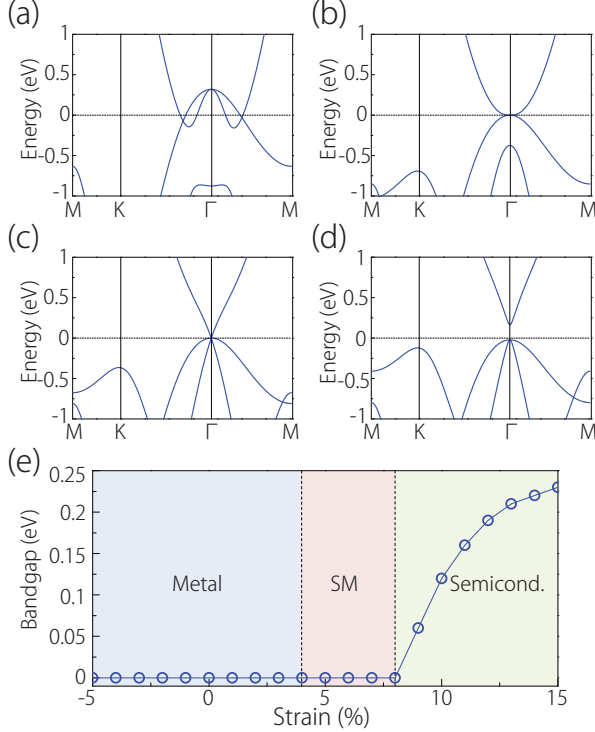 (a)
(b)
Energy (eV)
1
0.5
0
-0.5
-1
M K Γ M
Energy (eV)
1
0.5
0
-0.5
-1
M K Γ M
(c)
(d)
Energy (eV)
1
0.5
0
-0.5
-1
M K Γ M
Energy (eV)
1
0.5
0
-0.5
-1
M K Γ M
(e)
Bandgap (eV)
0.25
0.2
0.15
0.1
0.05
0
Metal SM Semicond.
-5 0 5 10 15
Strain (%)